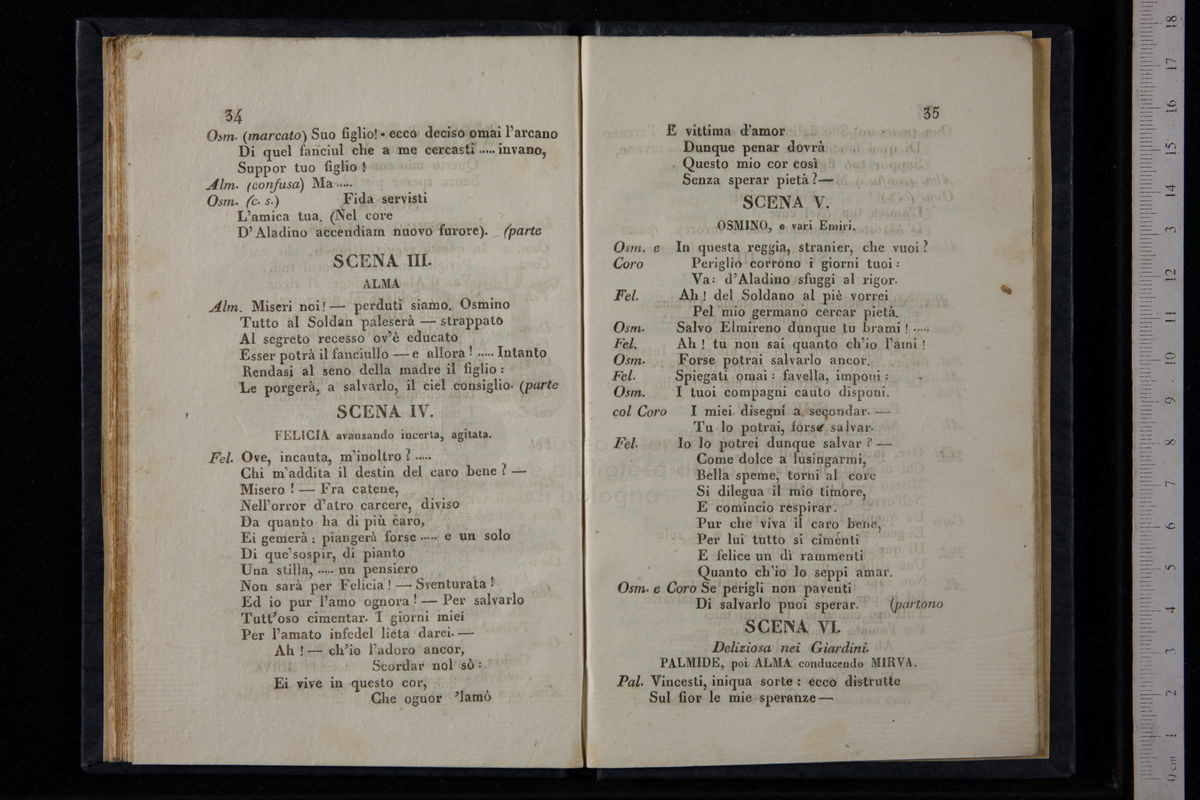 34
Osm. (marcato) Suo figlio! - ecco deciso omai l'arcano
Di quel fanciul che a me cercasti ..... invano,
Suppor tuo figlio !
Alm. (confusa) Ma .....
Osm. (c. s.) Fida servisti
L'amica tua. (Nel core
D'Aladino accendiam nuovo furore). (parte
SCENA III.
ALMA
Alm. Miseri noi! — perduti siamo. Osmino
Tutto al Soldan paleserà — strappato
Al segreto recesso ov'è educato
Esser potrà il fanciullo — e allora ! ..... Intanto
Rendasi al seno della madre il figlio :
Le porgerà, a salvarlo, il ciel consiglio. (parte
SCENA IV.
FELICIA avanzando incerta, agitata.
Fel. Ove, incauta, m'inoltro ? .....
Chi m'addita il destin del caro bene ? —
Misero ! — Fra catene,
Nell'orror d'atro carcere, diviso
Da quanto ha di più caro,
Ei gemerà : piangerà forse ..... e un solo
Di que'sospir, di pianto
Una stilla, ..... un pensiero
Non sarà per Felicia ! — Sventurata !
Ed io pur l'amo ognora ! — Per salvarlo
Tutt'oso cimentar. I giorni miei
Per l'amato infedel lieta darei. —
Ah ! — ch'io l'adoro ancor,
Scordar nol sò :
Ei vive in questo cor,
Che ognor 'lamò
35
E vittima d'amor
Dunque penar dovrà
Questo mio cor così
Senza sperar pietà ? —
SCENA V.
OSMINO, e vari Emiri.
Osm. e In questa reggia, stranier, che vuoi ?
Coro Periglio corrono i giorni tuoi :
Va: d'Aladino sfuggi al rigor.
Fel. Ah ! del Soldano al piè vorrei
Pel mio germano cercar pietà.
Osm. Salvo Elmireno dunque tu brami ! .....
Fel. Ah ! tu non sai quanto ch'io l'ami !
Osm. Forse potrai salvarlo ancor.
Fel. Spiegati omai : favella, imponi :
Osm. I tuoi compagni cauto disponi.
col Coro I miei disegni a secondar. —
Tu lo potrai, forse salvar.
Fel. Io lo potrei dunque salvar ? —
Come dolce a lusingarmi,
Bella speme, torni al core
Si dilegua il mio timore,
E comincio respirar.
Pur che viva il caro bene,
Per lui tutto si cimenti
E felice un dì rammenti
Quanto ch'io lo seppi amar.
Osm. e Coro Se perigli non paventi
Di salvarlo puoi sperar. (partono
SCENA VI.
Deliziosa nei Giardini.
PALMIDE, poi ALMA conducendo MIRVA.
Pal. Vincesti, iniqua sorte : ecco distrutte
Sul fior le mie speranze —